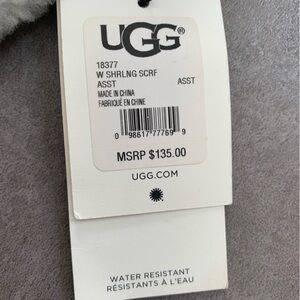 UGG®
18377
W SHRLNG SCRF
ASST ASST
MADE IN CHINA
FABRIQUÉ EN CHINE
0 98617 77769 9
MSRP $135.00
UGG.COM
WATER RESISTANT
RÉSISTANTS À L'EAU